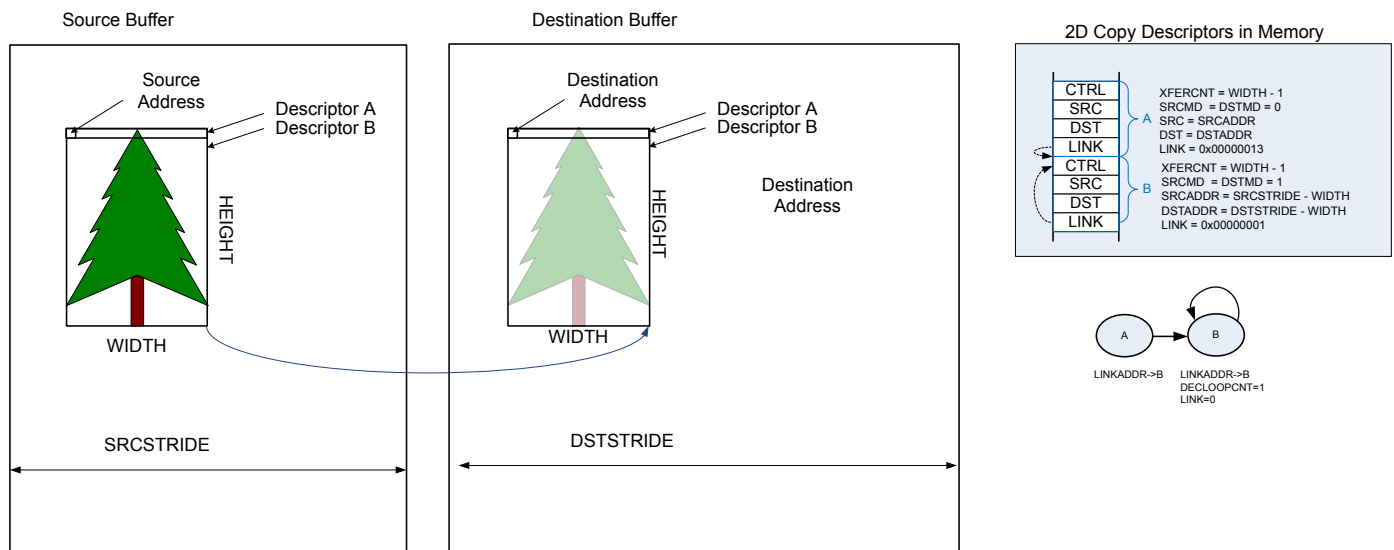 Source Buffer
Source
Address
Descriptor A
Descriptor B
HEIGHT
WIDTH
SRCSTRIDE
Destination Buffer
Destination
Address
Descriptor A
Descriptor B
HEIGHT
Destination
Address
WIDTH
DSTSTRIDE
2D Copy Descriptors in Memory
CTRL
SRC
DST
LINK
A
XFERCNT = WIDTH - 1
SRCMD = DSTMD = 0
SRC = SRCADDR
DST = DSTADDR
LINK = 0x00000013
CTRL
SRC
DST
LINK
B
XFERCNT = WIDTH - 1
SRCMD = DSTMD = 1
SRCADDR = SRCSTRIDE - WIDTH
DSTADDR = DSTSTRIDE - WIDTH
LINK = 0x00000001
A
B
LINKADDR->B
LINKADDR->B
DECLOOPCNT=1
LINK=0